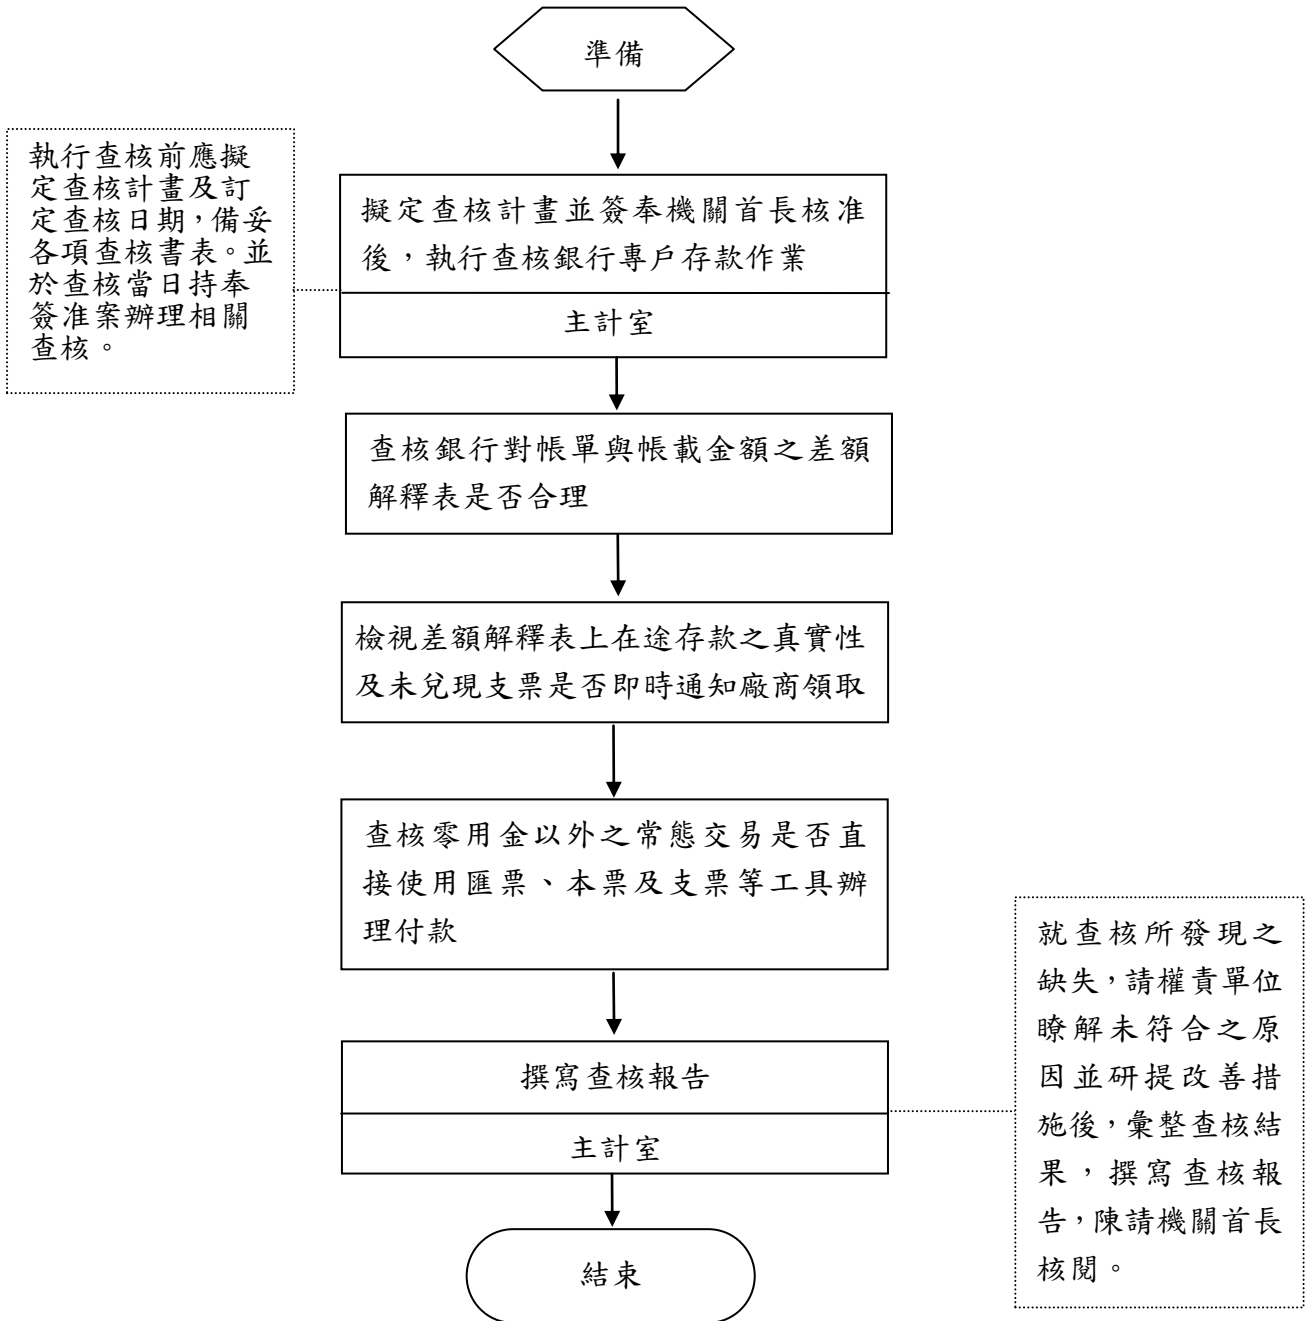 準備
執行查核前應擬
定查核計畫及訂
定查核日期，備妥
各項查核書表。並
於查核當日持奉
簽准案辦理相關
查核。
擬定查核計畫並簽奉機關首長核准
後，執行查核銀行專戶存款作業
主計室
查核銀行對帳單與帳載金額之差額
解釋表是否合理
檢視差額解釋表上在途存款之真實性
及未兌現支票是否即時通知廠商領取
查核零用金以外之常態交易是否直
接使用匯票、本票及支票等工具辦
理付款
撰寫查核報告
主計室
就查核所發現之
缺失，請權責單位
瞭解未符合之原
因並研提改善措
施後，彙整查核結
果，撰寫查核報
告，陳請機關首長
核閱。
結束